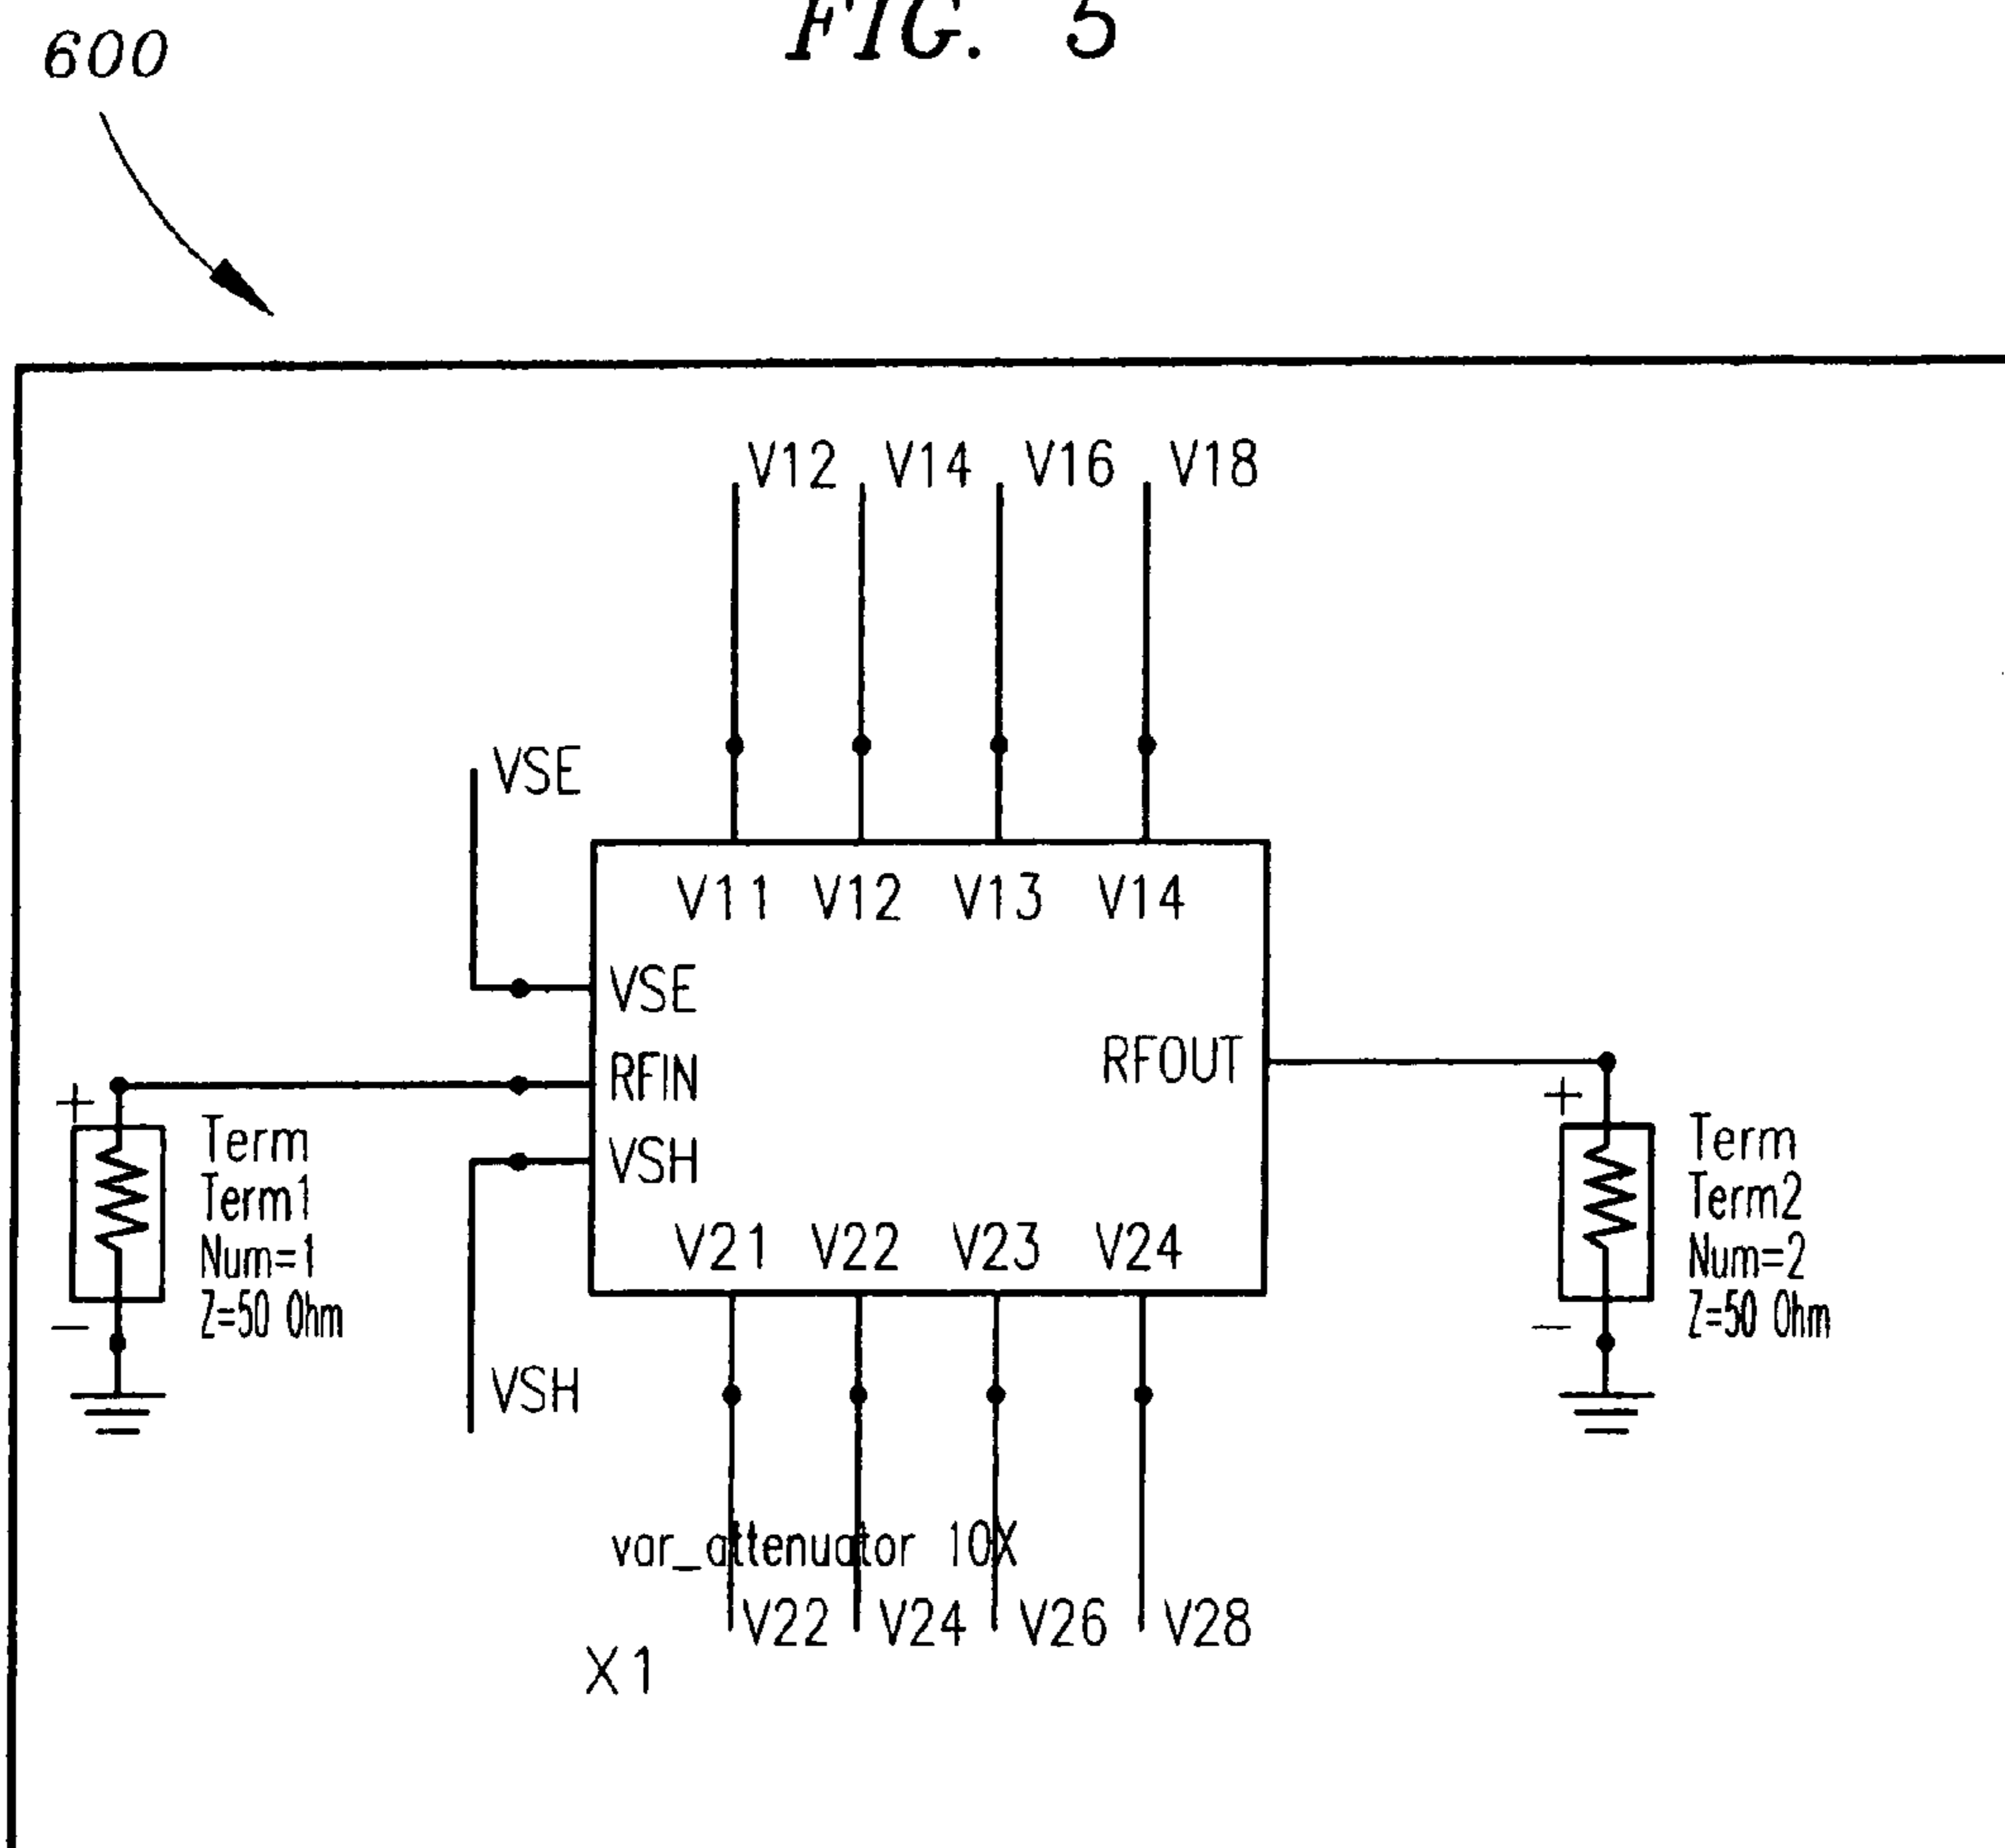 FIG. 5
600
V12 V14 V16 V18
VSE
V11 V12 V13 V14
VSE
RFIN
RFOUT
VSH
+
+
Term
Term1
Num=1
Z=50 Ohm
Term
Term2
Num=2
Z=50 Ohm
V21 V22 V23 V24
−
−
VSH
var_attenuator 10X
V22 V24 V26 V28
X1